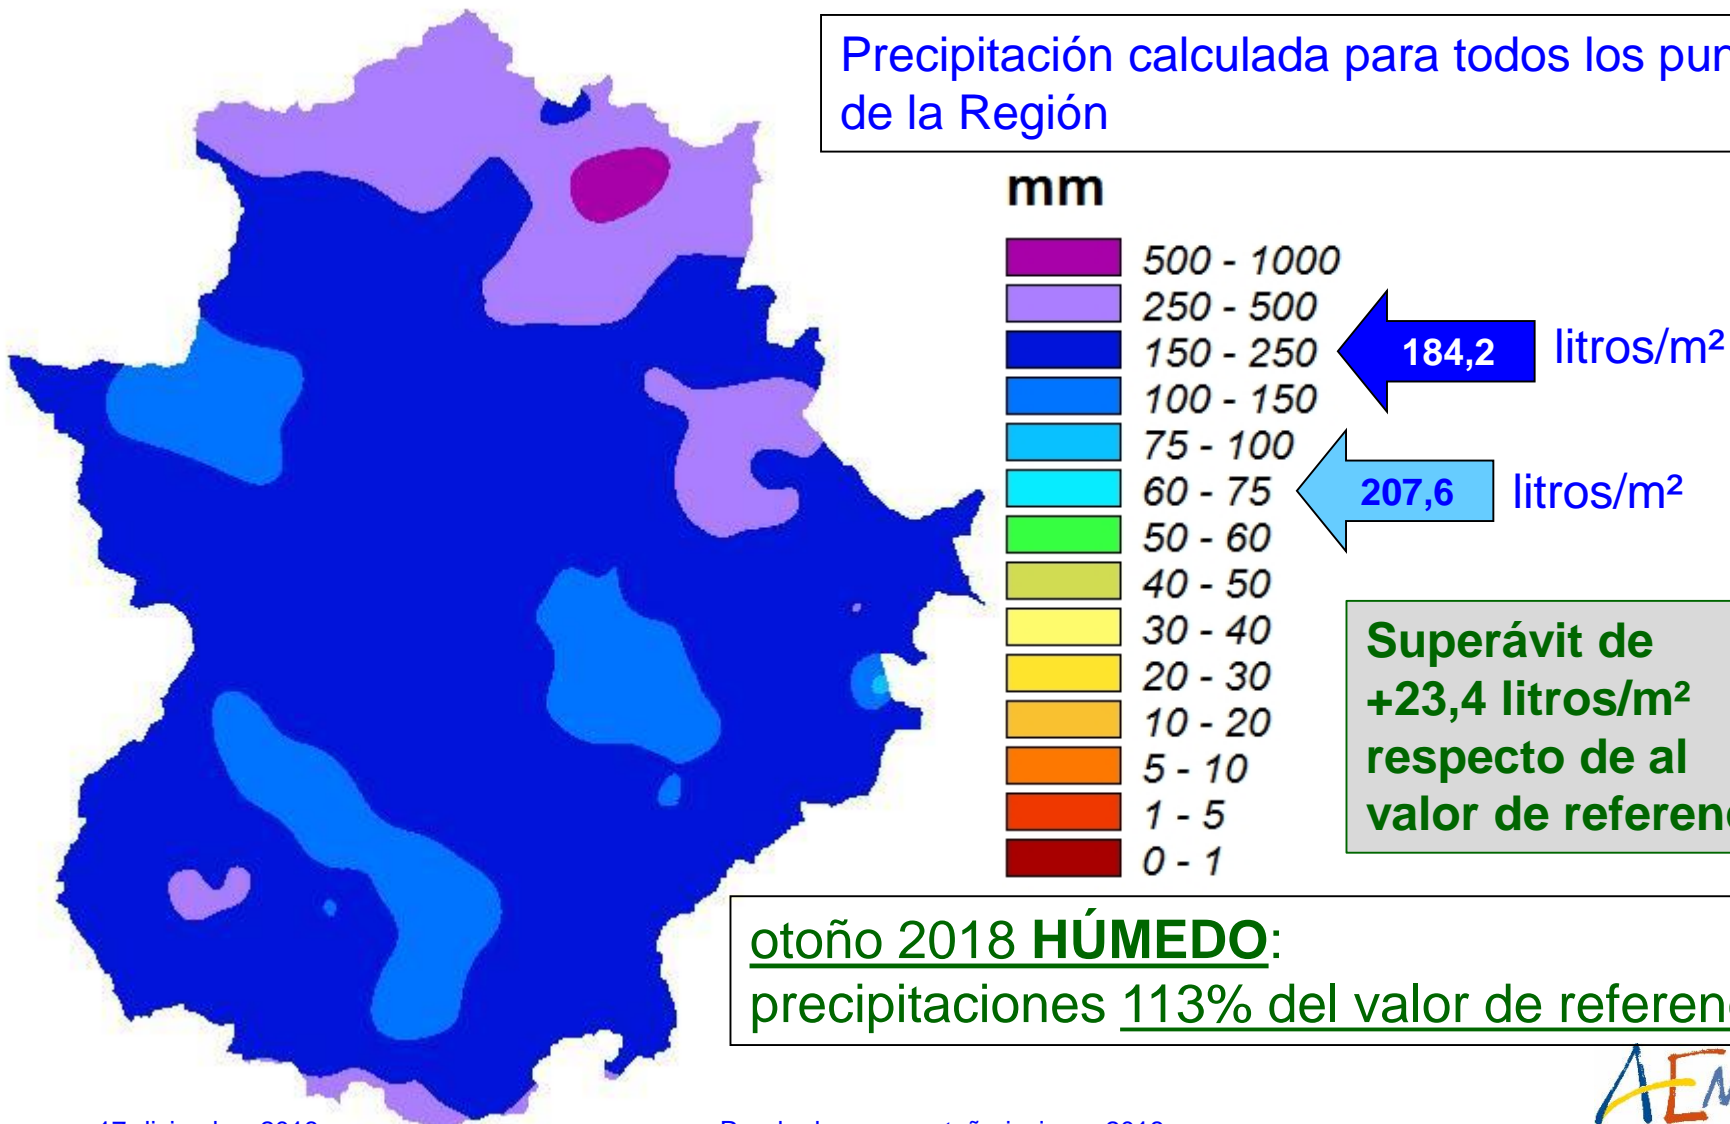 Precipitación calculada para todos los
de la Región
mm
500 - 1000
250 - 500
150 - 250
100 - 150
75 - 100
60 - 75
50 - 60
40 - 50
30 - 40
20 - 30
10 - 20
5 - 10
1 - 5
0 - 1
184,2 litros/m²
207,6 litros/m²
Superávit de
+23,4 litros/m²
respecto de al
valor de
otoño 2018 HÚMEDO:
precipitaciones 113% del valor de